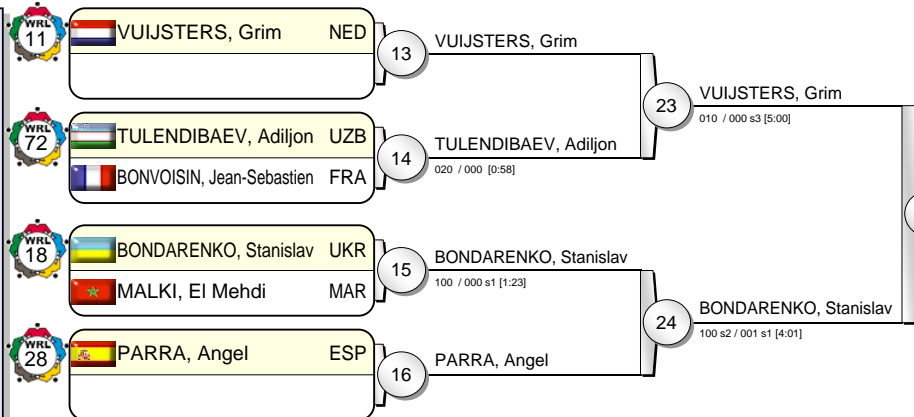 WRL
11
VUIJSTERS, Grim NED
13
VUIJSTERS, Grim
23
VUIJSTERS, Grim
010 / 000 s3 [5:00]
WRL
72
TULENDIBAEV, Adiljon UZB
BONVOISIN, Jean-Sebastien FRA
14
TULENDIBAEV, Adiljon
020 / 000 [0:58]
WRL
18
BONDARENKO, Stanislav UKR
MALKI, El Mehdi MAR
15
BONDARENKO, Stanislav
100 / 000 s1 [1:23]
24
BONDARENKO, Stanislav
100 s2 / 001 s1 [4:01]
WRL
28
PARRA, Angel ESP
16
PARRA, Angel